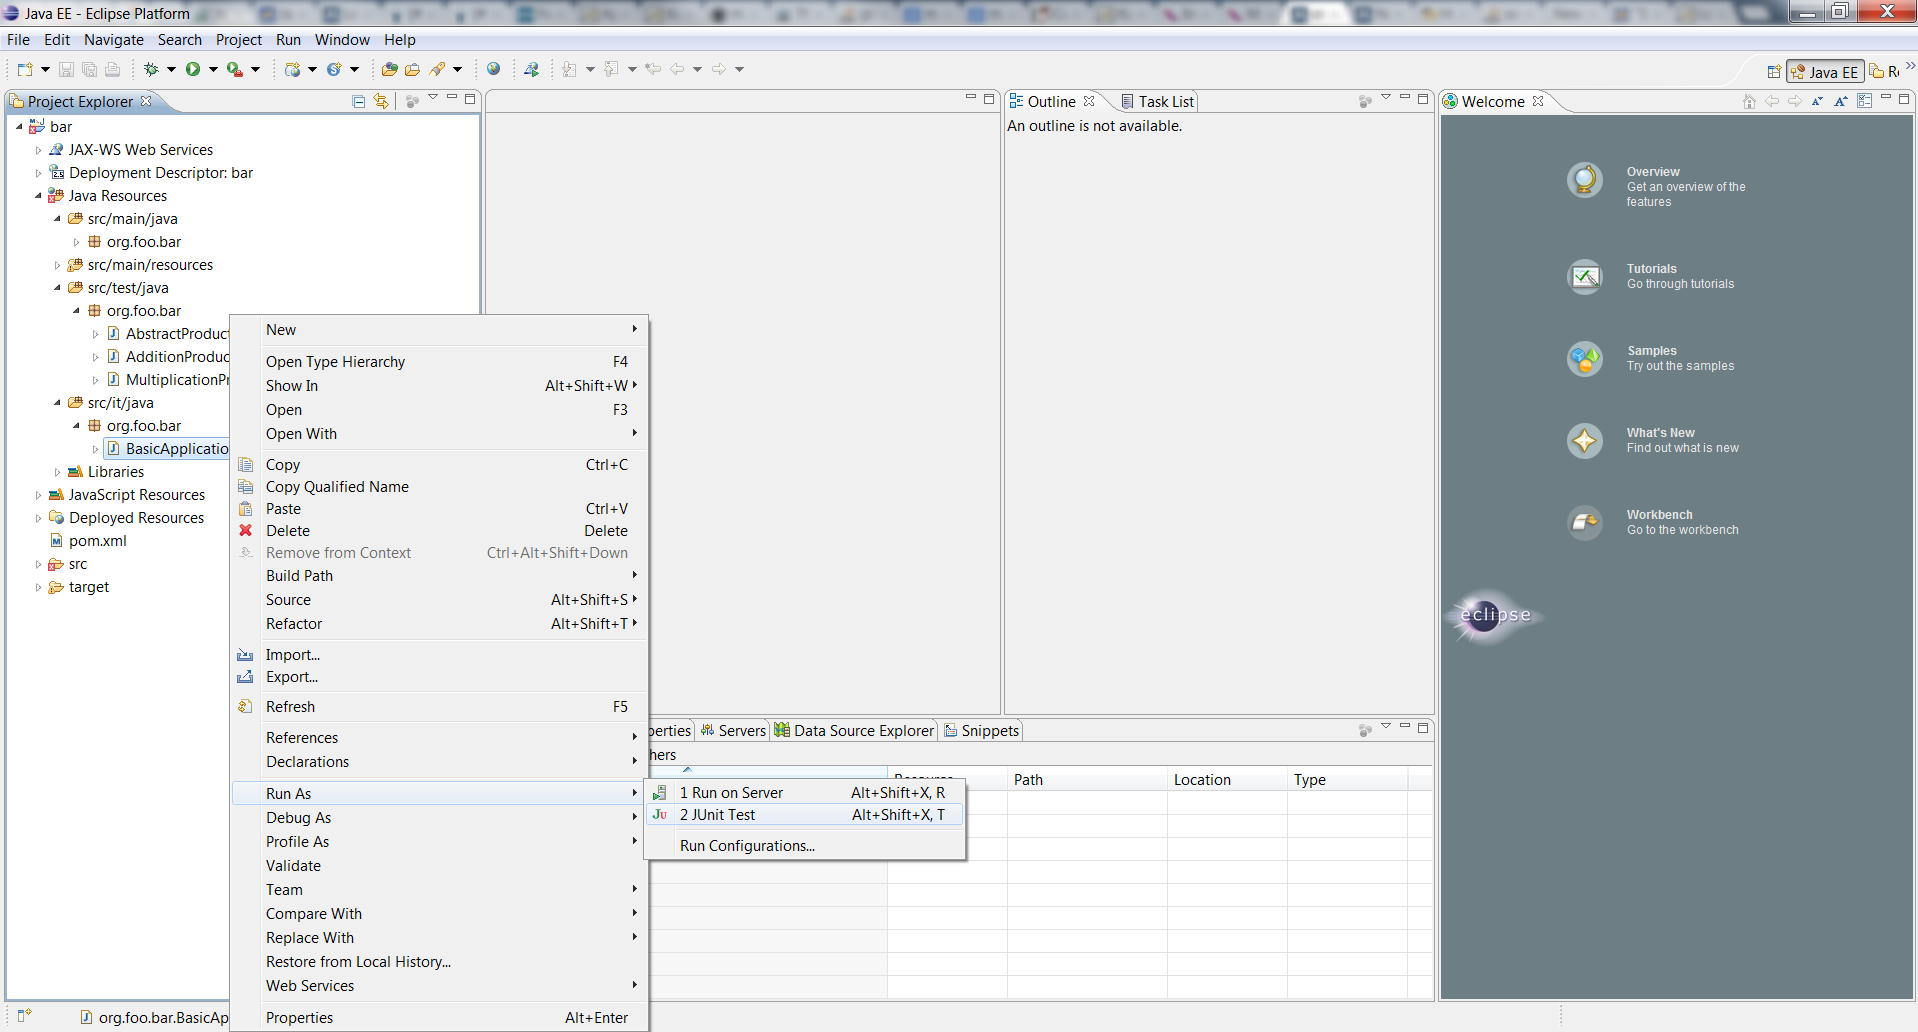 Java EE - Eclipse Platform
File Edit Navigate Search Project Run Window Help
Java EE
Project Explorer
bar
JAX-WS Web Services
Deployment Descriptor: bar
Java Resources
src/main/java
org.foo.bar
src/main/resources
src/test/java
org.foo.bar
AbstractProduct
AdditionProduc
MultiplicationPr
src/it/java
org.foo.bar
BasicApplicatio
Libraries
JavaScript Resources
Deployed Resources
pom.xml
src
target
New
Open Type Hierarchy F4
Show In Alt+Shift+W
Open F3
Open With
Copy Ctrl+C
Copy Qualified Name
Paste Ctrl+V
Delete Delete
Remove from Context Ctrl+Alt+Shift+Down
Build Path
Source Alt+Shift+S
Refactor Alt+Shift+T
Import...
Export...
Refresh F5
References
Declarations
Run As
Debug As
Profile As
Validate
Team
Compare With
Replace With
Restore from Local History...
Web Services
Properties Alt+Enter
1 Run on Server Alt+Shift+X, R
2 JUnit Test Alt+Shift+X, T
Run Configurations...
Outline Task List
An outline is not available.
perties Servers Data Source Explorer Snippets
hers
Path Location Type
Welcome
Overview
Get an overview of the
features
Tutorials
Go through tutorials
Samples
Try out the samples
What's New
Find out what is new
Workbench
Go to the workbench
eclipse
org.foo.bar.BasicAp